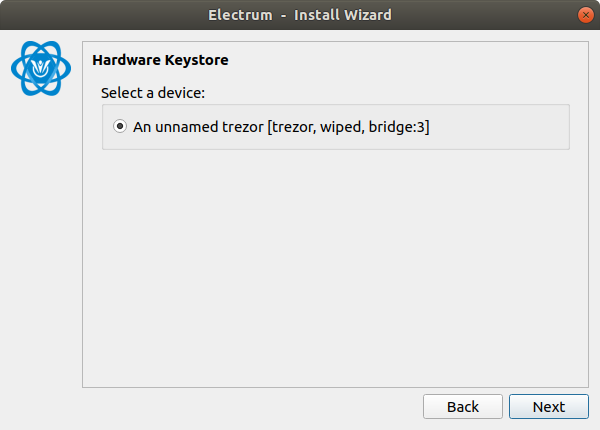 Electrum - Install Wizard
Hardware Keystore
Select a device:
An unnamed trezor [trezor, wiped, bridge:3]
Back
Next